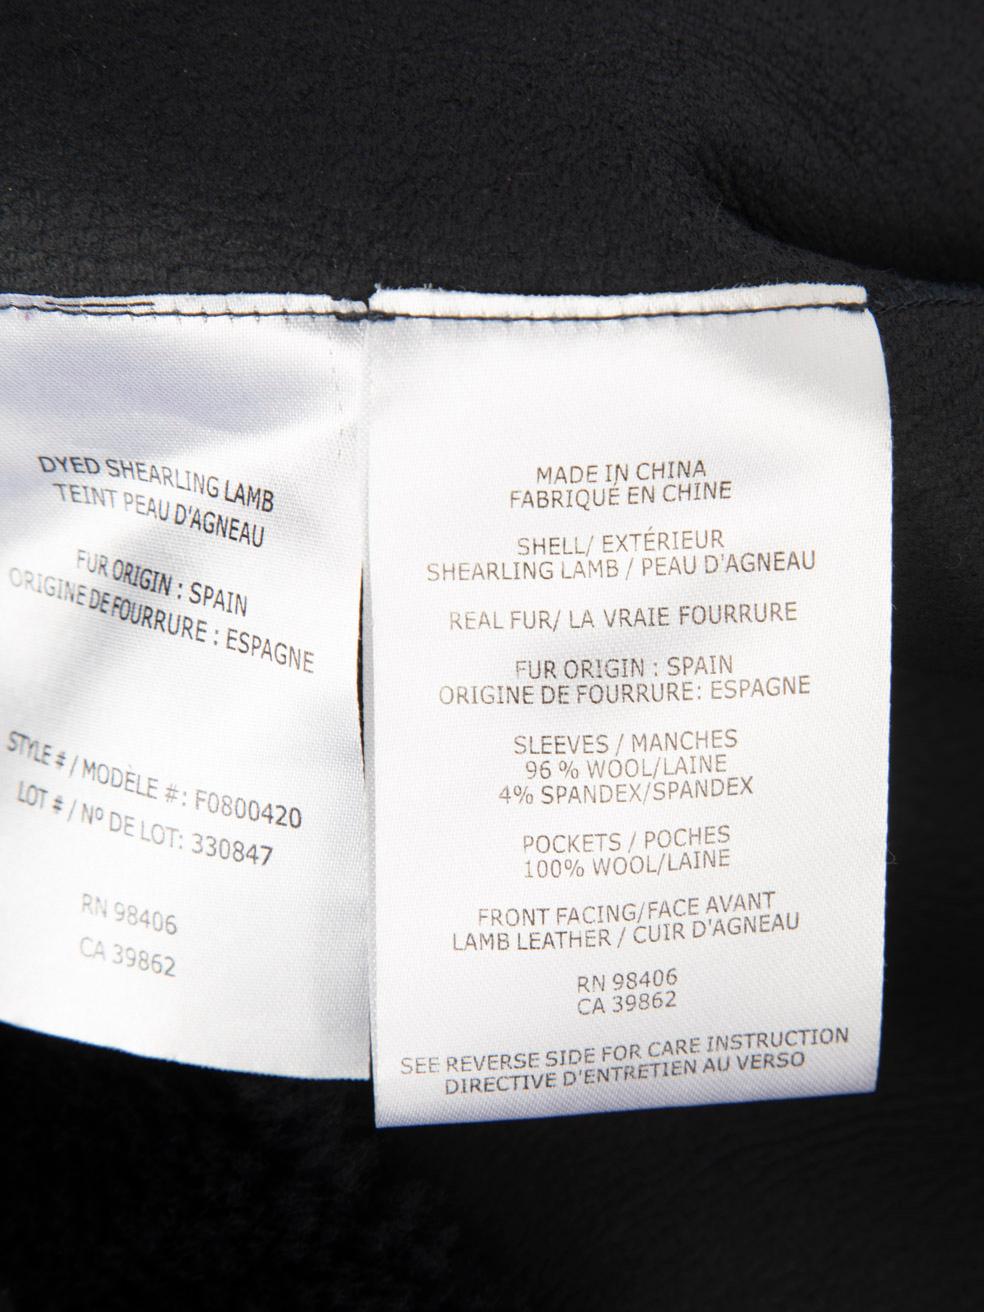 DYED SHEARLING LAMB
TEINT PEAU D'AGNEAU
FUR ORIGIN : SPAIN
ORIGINE DE FOURRURE : ESPAGNE
STYLE # / MODÈLE #: F0800420
LOT # / Nº DE LOT: 330847
RN 98406
CA 39862
MADE IN CHINA
FABRIQUÉ EN CHINE
SHELL/ EXTÉRIEUR
SHEARLING LAMB / PEAU D'AGNEAU
REAL FUR/ LA VRAIE FOURRURE
FUR ORIGIN : SPAIN
ORIGINE DE FOURRURE: ESPAGNE
SLEEVES / MANCHES
96 % WOOL/LAINE
4% SPANDEX/SPANDEX
POCKETS / POCHES
100% WOOL/LAINE
FRONT FACING/FACE AVANT
LAMB LEATHER / CUIR D'AGNEAU
RN 98406
CA 39862
SEE REVERSE SIDE FOR CARE INSTRUCTION
DIRECTIVE D'ENTRETIEN AU VERSO